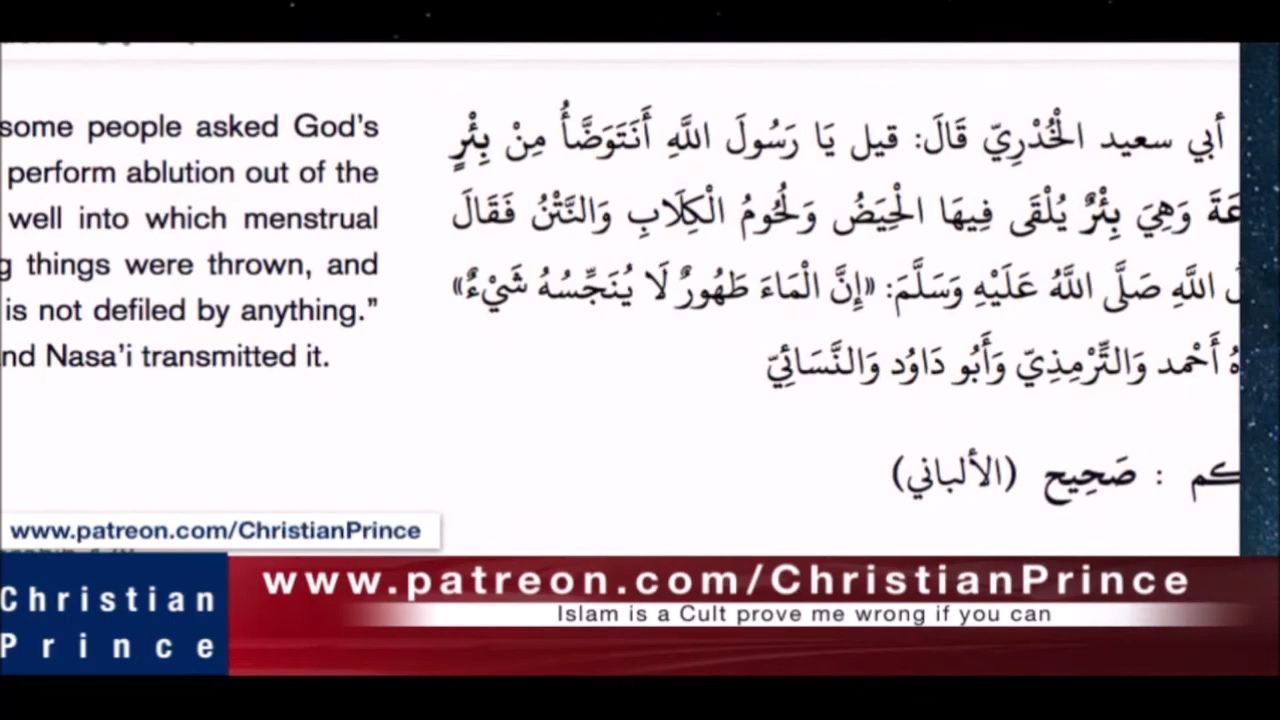 some people asked God's
perform ablution out of the
well into which menstrual
g things were thrown, and
is not defiled by anything."
nd Nasa'i transmitted it.
أبي سعيد الْخُدْرِيّ قَالَ: قيل يَا رَسُولَ اللَّهِ أَنَتَوَضَّأُ مِنْ بِئْرِ
عَةَ وَهِيَ بِئْرٌ يُلْقَى فِيهَا الْحِيَضُ وَلُحُومُ الْكِلَابِ وَالنَّتْنُ فَقَالَ
اللَّهِ صَلَّى اللَّهُ عَلَيْهِ وَسَلَّمَ: «إِنَّ الْمَاءَ طَهُورٌ لَا يُنَجِّسُهُ شَيْءٌ»
هُ أَحْمد وَالتِّرْمِذِيّ وَأَبُو دَاوُد وَالنَّسَائِيّ
كم : صَحِيح (الألباني)
www.patreon.com/ChristianPrince
Christian
Prince
www.patreon.com/ChristianPrince
Islam is a Cult prove me wrong if you can